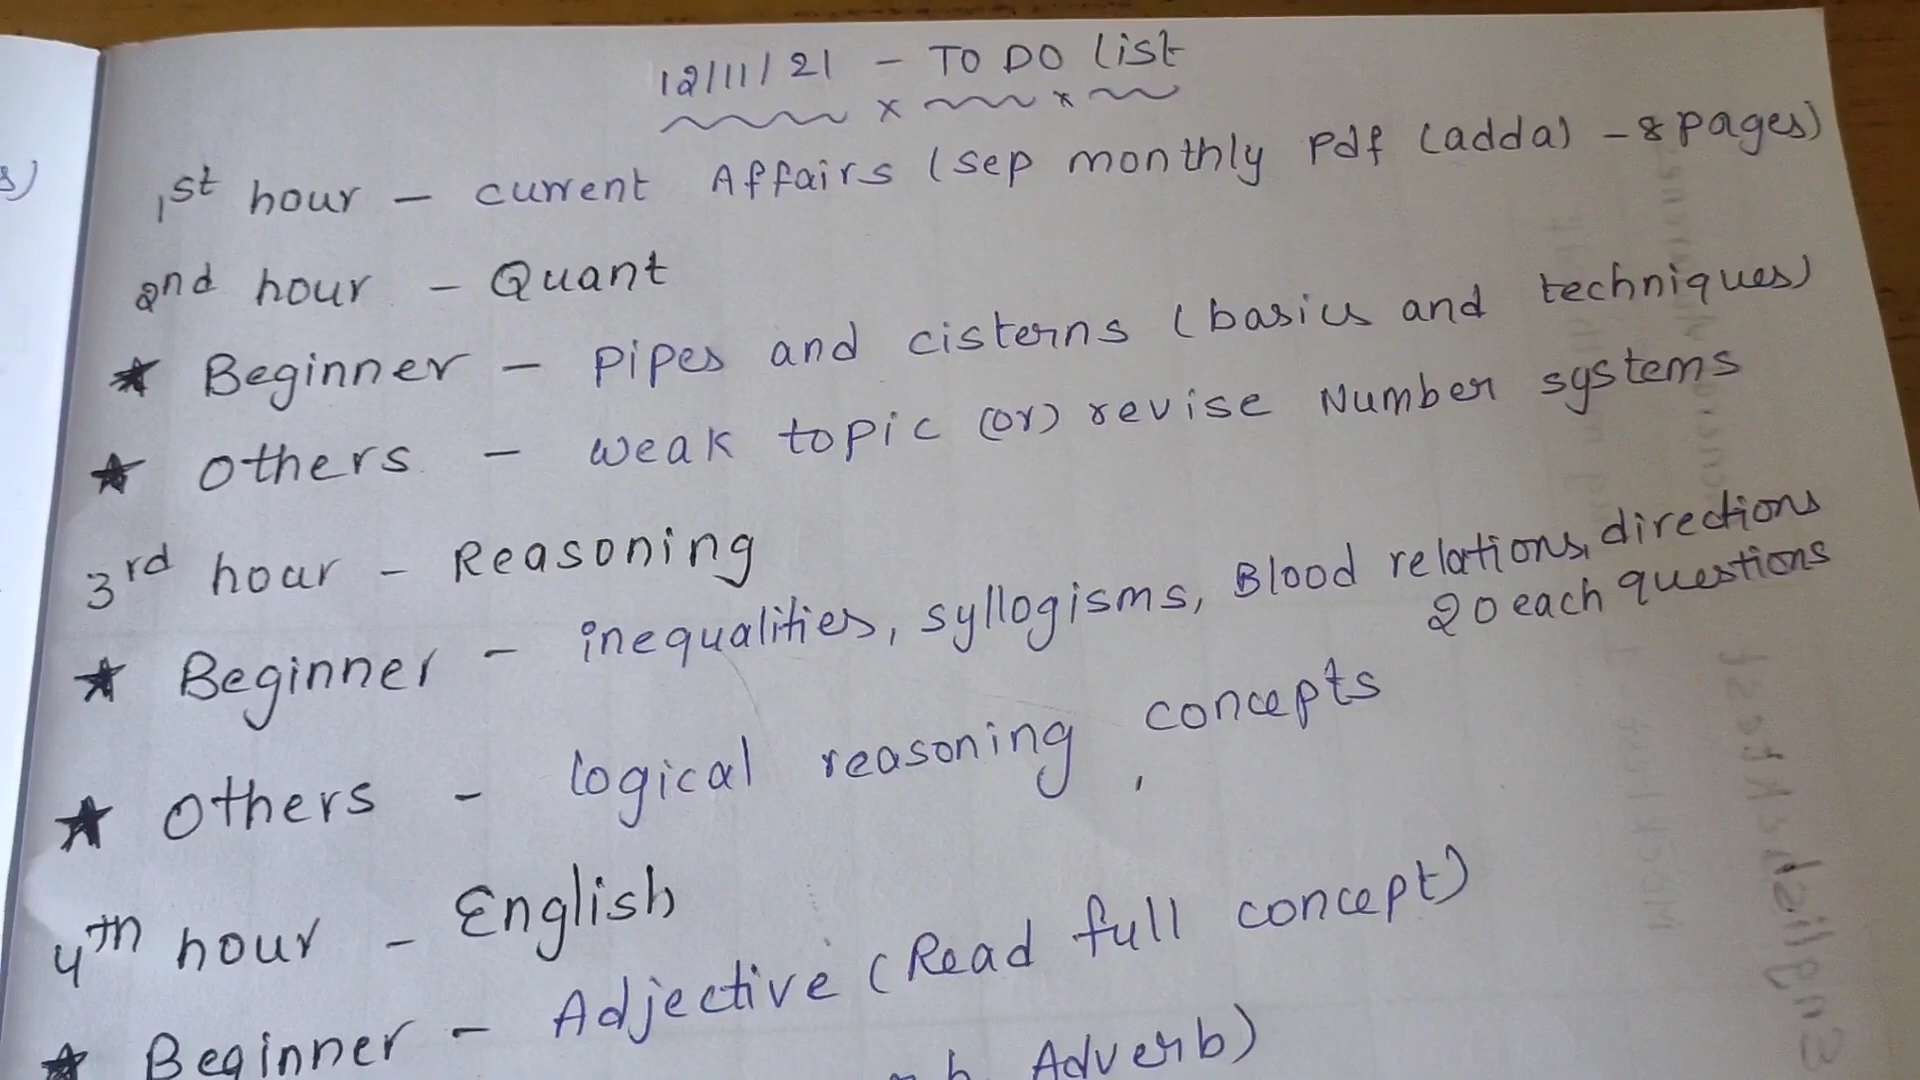 12/11/21 - TO DO list
1st hour - current Affairs (sep monthly Pdf (adda) - 8 pages)
2nd hour - Quant
★ Beginner - pipes and cisterns (basics and techniques)
★ others - weak topic (or) revise Number systems
3rd hour - Reasoning
★ Beginner - inequalities, syllogisms, Blood relations, directions
20 each questions
★ others - logical reasoning concepts
4th hour - English
★ Beginner - Adjective (Read full concept)
Adverb)